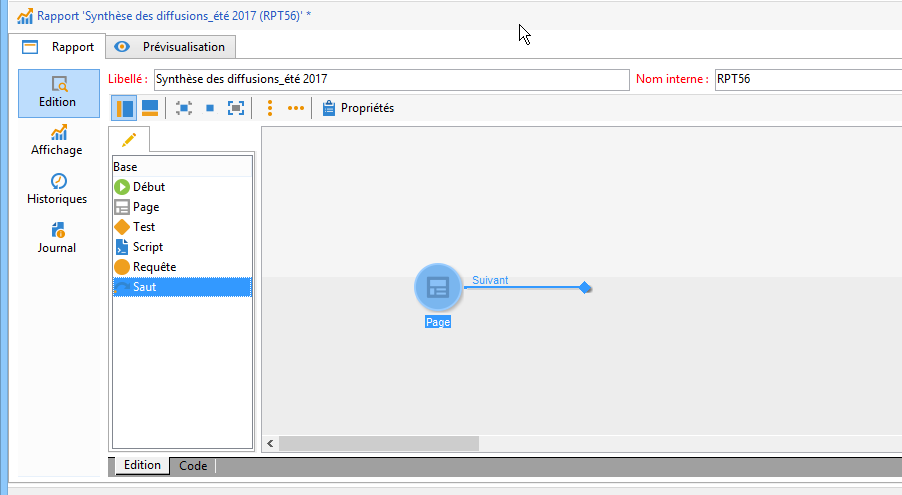 Rapport 'Synthèse des diffusions_été 2017 (RPT56)' *
Rapport
Prévisualisation
Edition
Affichage
Historiques
Journal
Libellé : Synthèse des diffusions_été 2017
Nom interne : RPT56
Propriétés
Base
Début
Page
Test
Script
Requête
Saut
Suivant
Page
Edition
Code